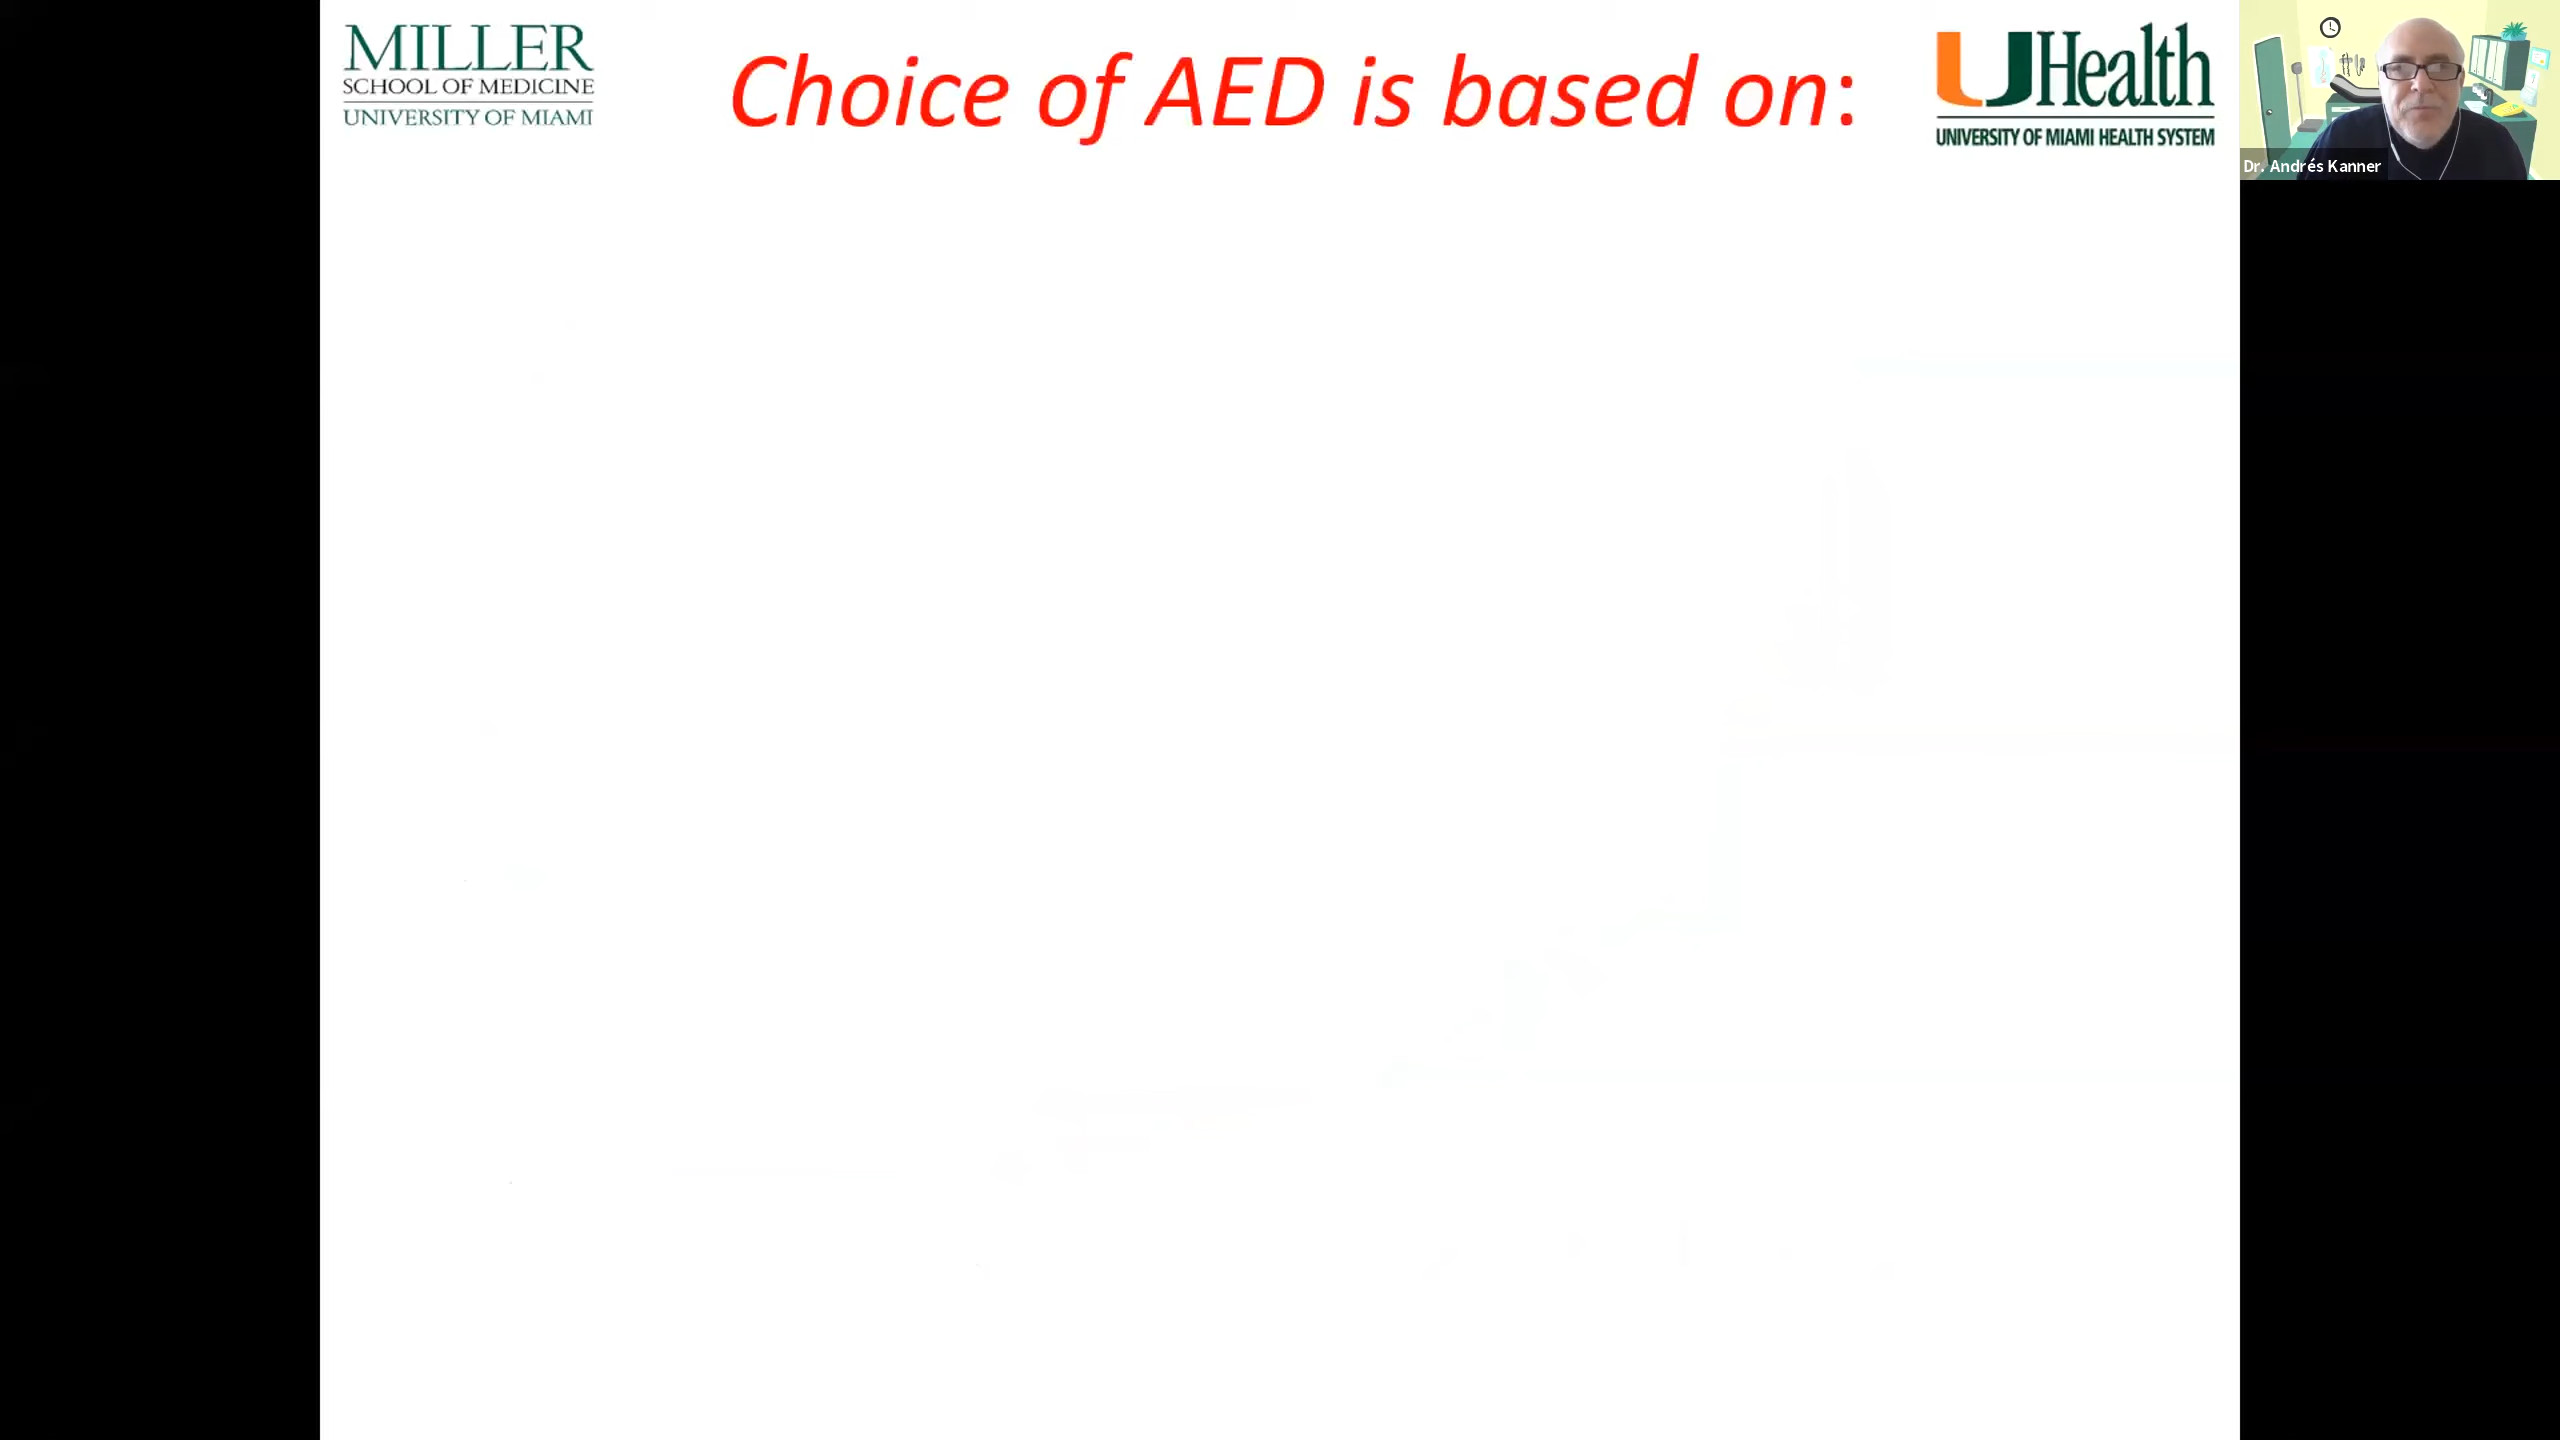 MILLER
SCHOOL OF MEDICINE
UNIVERSITY OF MIAMI
Choice of AED is based on:
UHealth
UNIVERSITY OF MIAMI HEALTH SYSTEM
Dr. Andrés Kanner